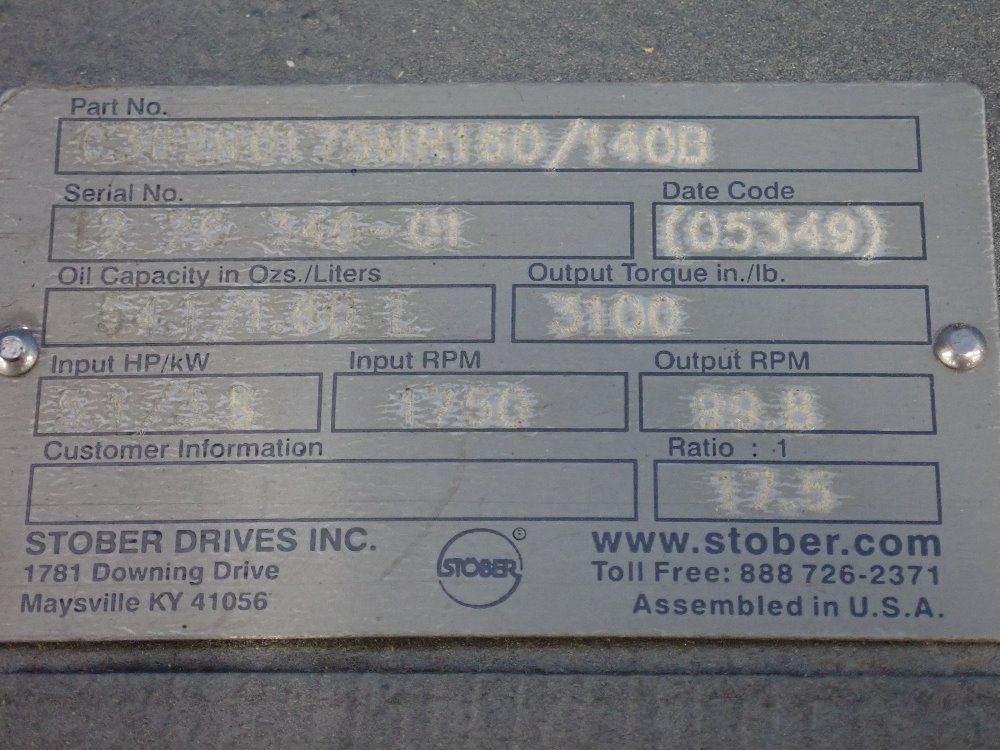 Part No.
Serial No.
Date Code
(05349)
Oil Capacity in Ozs./Liters
Output Torque in./lb.
3100
Input HP/kW
Input RPM
Output RPM
1750
Customer Information
Ratio : 1
17.5
STOBER DRIVES INC.
1781 Downing Drive
Maysville KY 41056
STOBER
www.stober.com
Toll Free: 888 726-2371
Assembled in U.S.A.